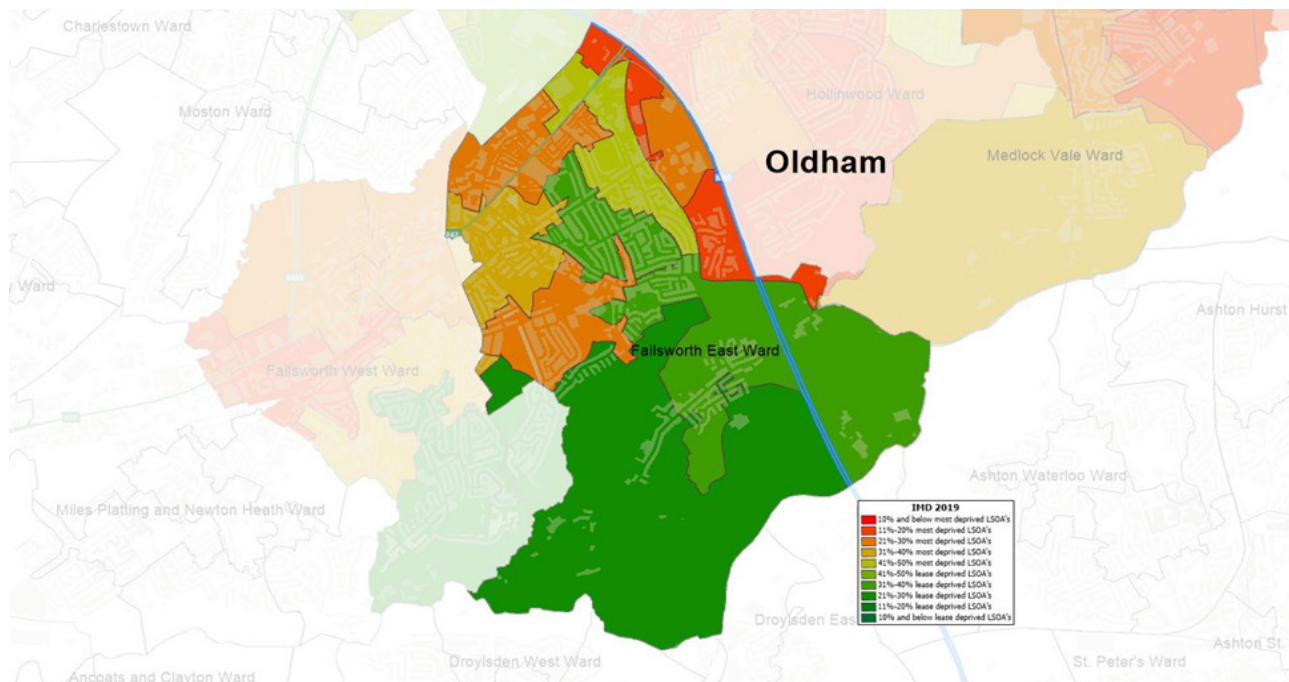 Charlestown Ward
Moston Ward
Hollinwood Ward
Oldham
Medlock Vale Ward
Ward
Ashton Hurst
Failsworth East Ward
Failsworth West Ward
Ashton Waterloo Ward
Miles Platting and Newton Heath Ward
IMD 2019
10% and below most deprived LSOA's
11%-20% most deprived LSOA's
21%-30% most deprived LSOA's
31%-40% most deprived LSOA's
41%-50% most deprived LSOA's
41%-50% lease deprived LSOA's
31%-40% lease deprived LSOA's
21%-30% lease deprived LSOA's
11%-20% lease deprived LSOA's
10% and below lease deprived LSOA's
Droylsden Eas
Ashton St.
Droylsden West Ward
St. Peter's Ward
Ancoats and Clayton Ward